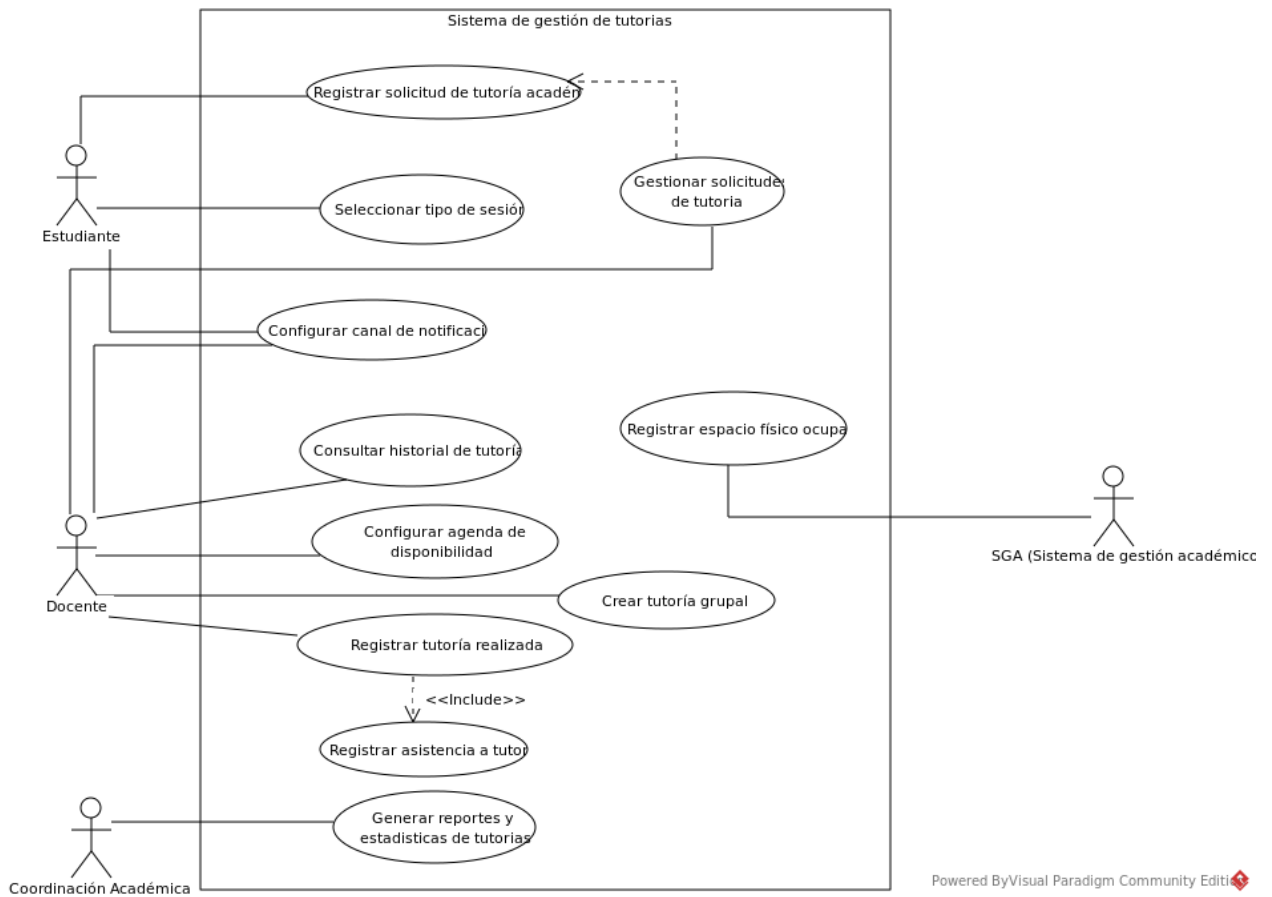 Sistema de gestión de tutorias
Registrar solicitud de tutoría acadén
Gestionar solicitudes
de tutoria
Seleccionar tipo de sesión
Estudiante
Configurar canal de notificaci
Registrar espacio físico ocupa
Consultar historial de tutoría
Configurar agenda de
disponibilidad
SGA (Sistema de gestión académico
Crear tutoría grupal
Docente
Registrar tutoría realizada
<<Include>>
Registrar asistencia a tutor
Generar reportes y
estadisticas de tutorias
Coordinación Académica
Powered ByVisual Paradigm Community Edition